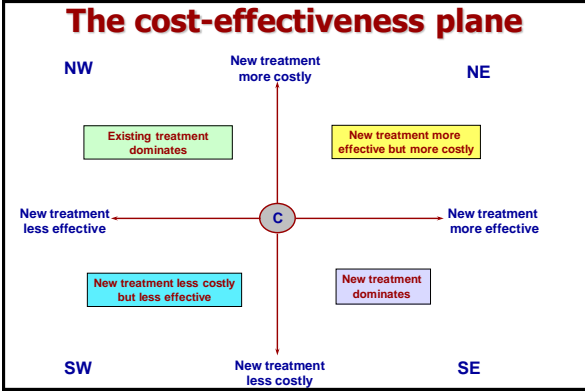 The cost-effectiveness plane
NW
New treatment
more costly
NE
Existing treatment
dominates
New treatment more
effective but more costly
New treatment
less effective
C
New treatment
more effective
New treatment less costly
but less effective
New treatment
dominates
SW
New treatment
less costly
SE